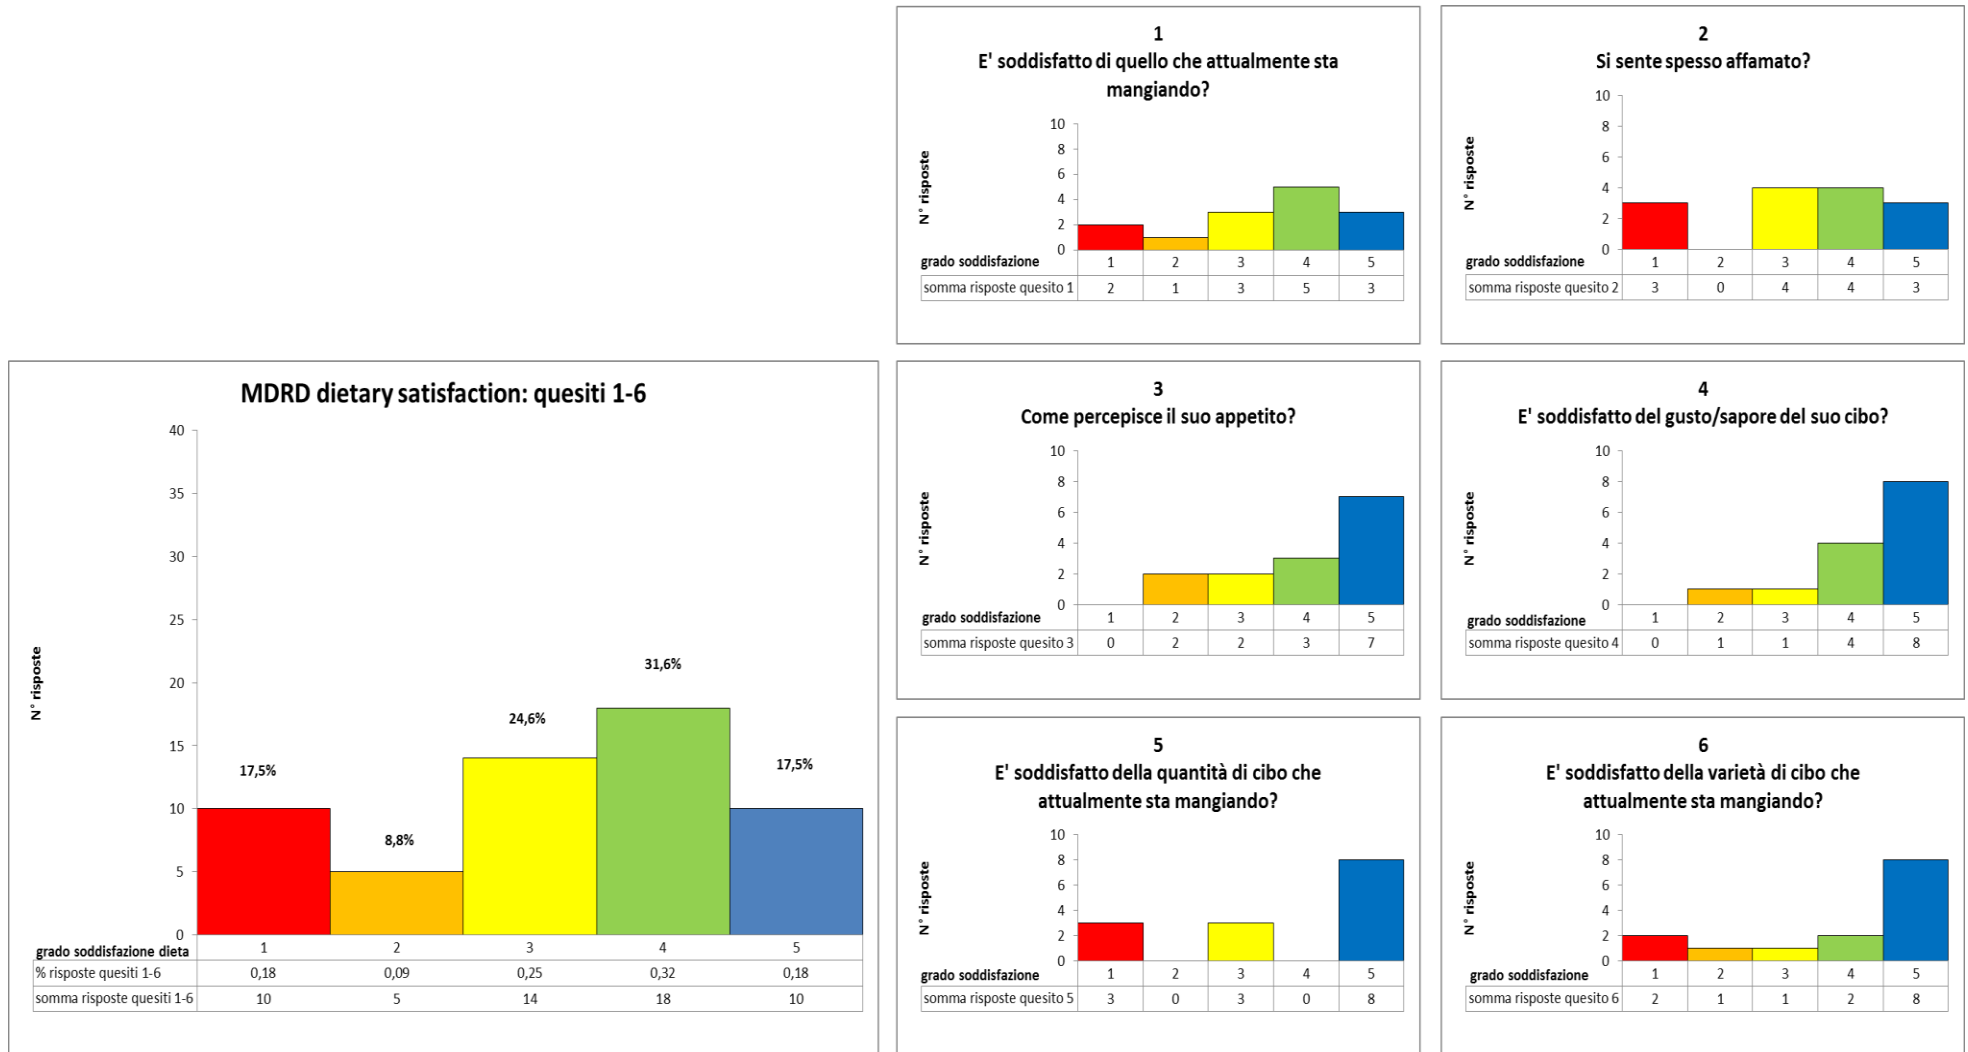 1
E' soddisfatto di quello che attualmente sta
mangiando?
N° risposte
10
8
6
4
2
0
grado soddisfazione 1 2 3 4 5
somma risposte quesito 1 2 1 3 5 3
2
Si sente spesso affamato?
N° risposte
10
8
6
4
2
0
grado soddisfazione 1 2 3 4 5
somma risposte quesito 2 3 0 4 4 3
MDRD dietary satisfaction: quesiti 1-6
N° risposte
40
35
30
25
20
15
10
5
0
17,5%
8,8%
24,6%
31,6%
17,5%
grado soddisfazione dieta 1 2 3 4 5
% risposte quesiti 1-6 0,18 0,09 0,25 0,32 0,18
somma risposte quesiti 1-6 10 5 14 18 10
3
Come percepisce il suo appetito?
N° risposte
10
8
6
4
2
0
grado soddisfazione 1 2 3 4 5
somma risposte quesito 3 0 2 2 3 7
4
E' soddisfatto del gusto/sapore del suo cibo?
N° risposte
10
8
6
4
2
0
grado soddisfazione 1 2 3 4 5
somma risposte quesito 4 0 1 1 4 8
5
E' soddisfatto della quantità di cibo che
attualmente sta mangiando?
N° risposte
10
8
6
4
2
0
grado soddisfazione 1 2 3 4 5
somma risposte quesito 5 3 0 3 0 8
6
E' soddisfatto della varietà di cibo che
attualmente sta mangiando?
N° risposte
10
8
6
4
2
0
grado soddisfazione 1 2 3 4 5
somma risposte quesito 6 2 1 1 2 8